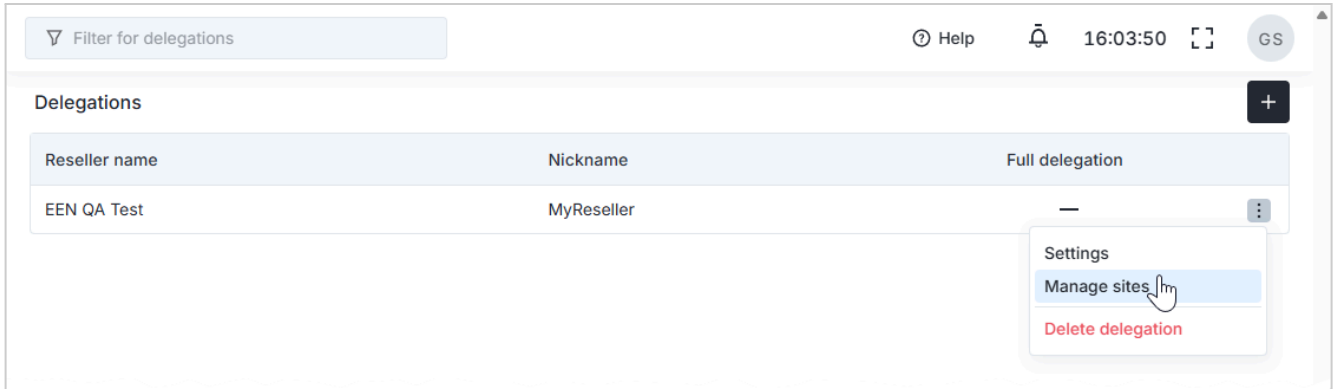 Filter for delegations
Help
16:03:50
GS
Delegations
+
Reseller name Nickname Full delegation
EEN QA Test MyReseller —
Settings
Manage sites
Delete delegation